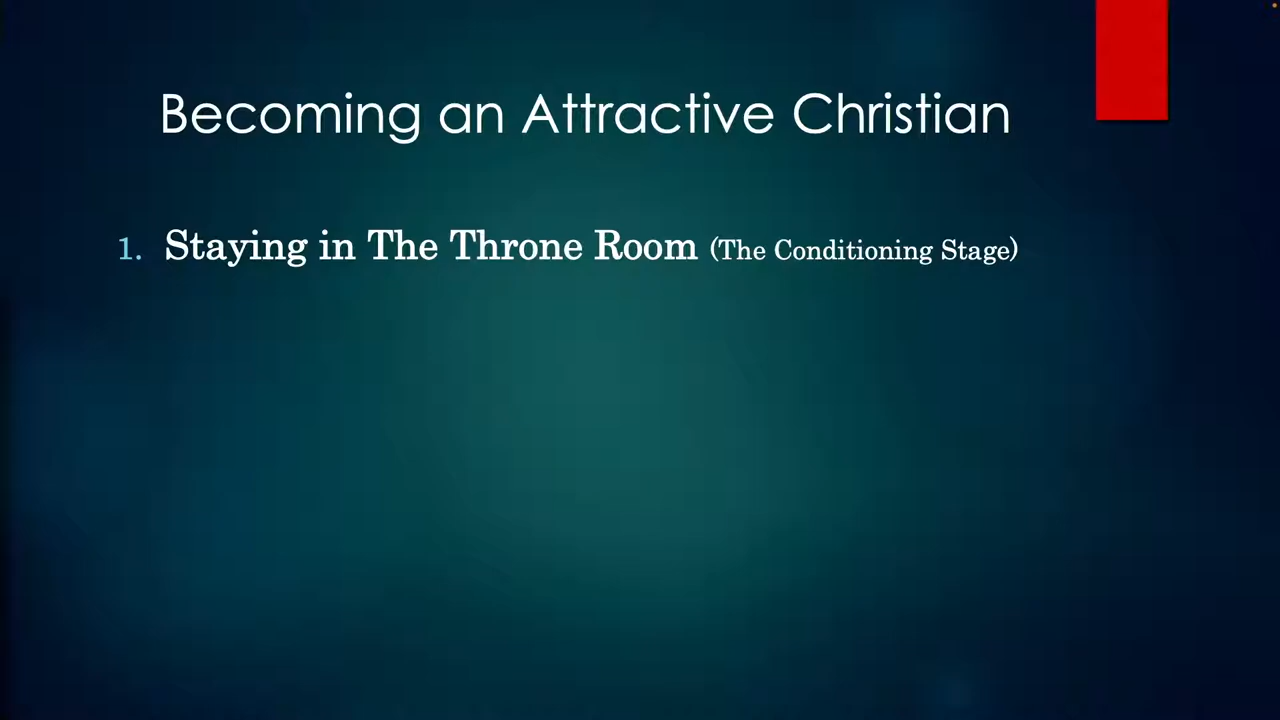 Becoming an Attractive Christian
1. Staying in The Throne Room (The Conditioning Stage)